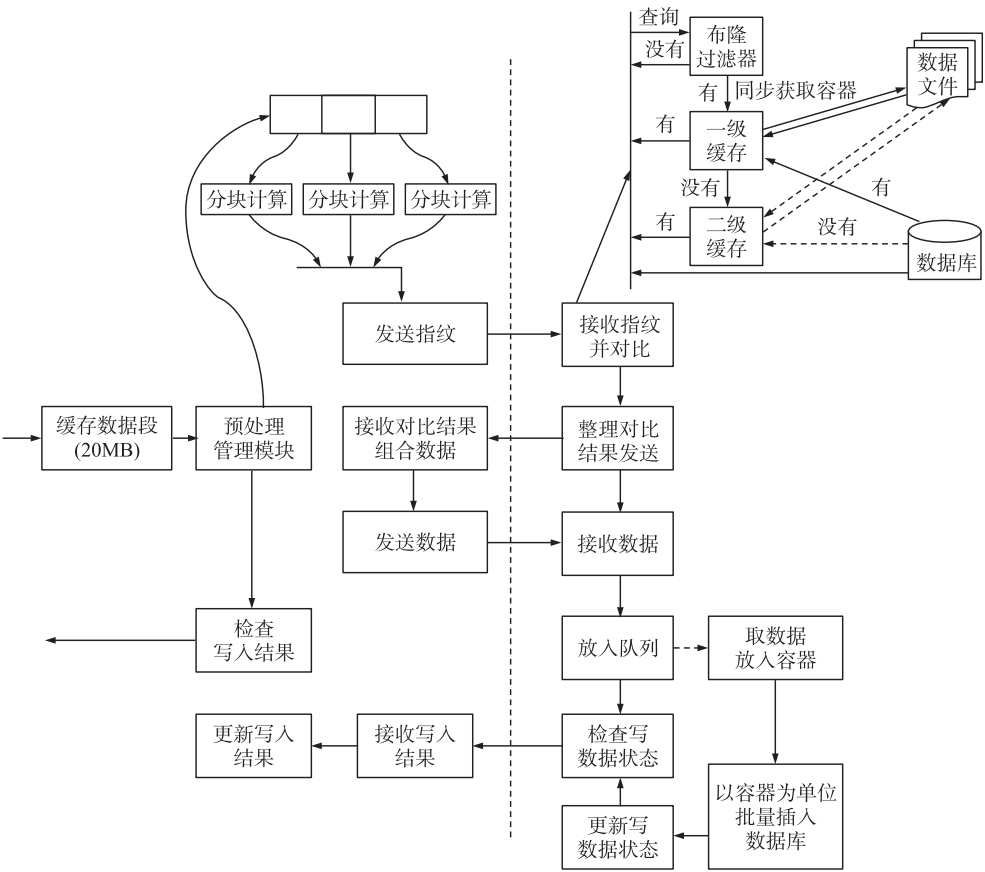 查询
布隆
过滤器
没有
数据
文件
有
同步获取容器
有
一级
缓存
没有
有
有
二级
缓存
没有
数据库
分块计算
分块计算
分块计算
发送指纹
接收指纹
并对比
缓存数据段
(20MB)
预处理
管理模块
接收对比结果
组合数据
整理对比
结果发送
发送数据
接收数据
检查
写入结果
放入队列
取数据
放入容器
更新写入
结果
接收写入
结果
检查写
数据状态
以容器为单位
批量插入
数据库
更新写
数据状态